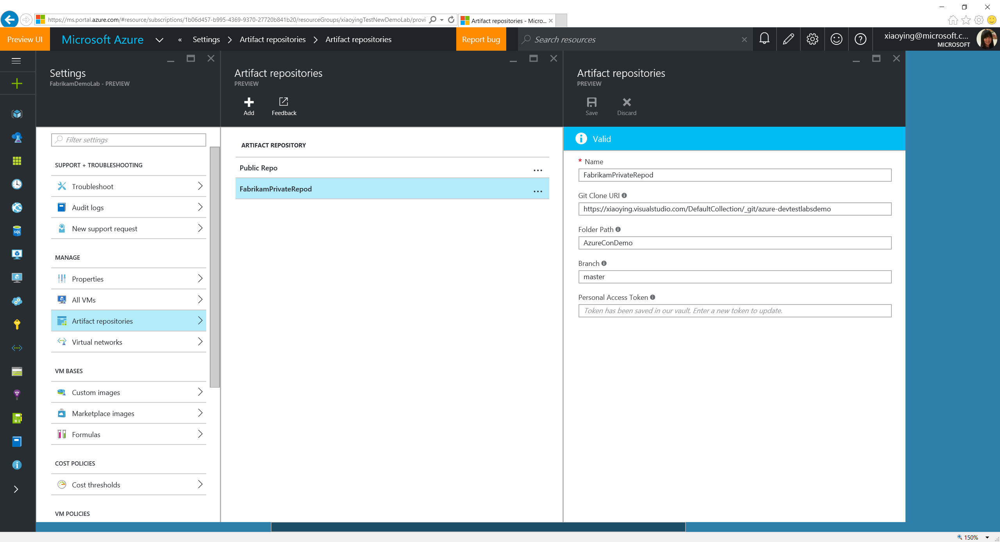 https://ms.portal.azure.com/#resource/subscriptions/1b06d457-b995-4369-9370-27720b841b20/resourceGroups/xiaoyingTestNewDemoLab/provi
Artifact repositories - Micro...
Preview UI
Microsoft Azure
« Settings > Artifact repositories > Artifact repositories
Report bug
Search resources
xiaoying@microsoft.c...
MICROSOFT
Settings
FabrikamDemoLab - PREVIEW
Filter settings
SUPPORT + TROUBLESHOOTING
Troubleshoot
Audit logs
New support request
MANAGE
Properties
All VMs
Artifact repositories
Virtual networks
VM BASES
Custom images
Marketplace images
Formulas
COST POLICIES
Cost thresholds
VM POLICIES
SQL
Artifact repositories
PREVIEW
Add
Feedback
ARTIFACT REPOSITORY
Public Repo
...
FabrikamPrivateRepod
...
Artifact repositories
PREVIEW
Save
Discard
Valid
* Name
FabrikamPrivateRepod
Git Clone URI
https://xiaoying.visualstudio.com/DefaultCollection/_git/azure-devtestlabsdemo
Folder Path
AzureConDemo
Branch
master
Personal Access Token
Token has been saved in our vault. Enter a new token to update.
150%